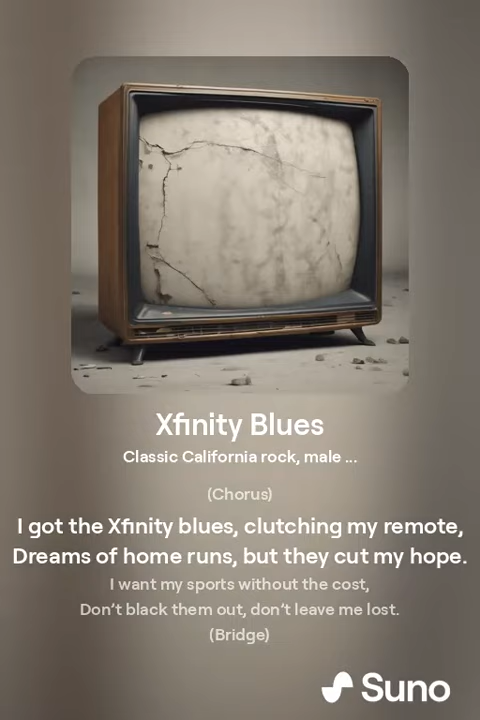 Xfinity Blues
Classic California rock, male ...
(Chorus)
I got the Xfinity blues, clutching my remote,
Dreams of home runs, but they cut my hope.
I want my sports without the cost,
Don't black them out, don't leave me lost.
(Bridge)
Suno